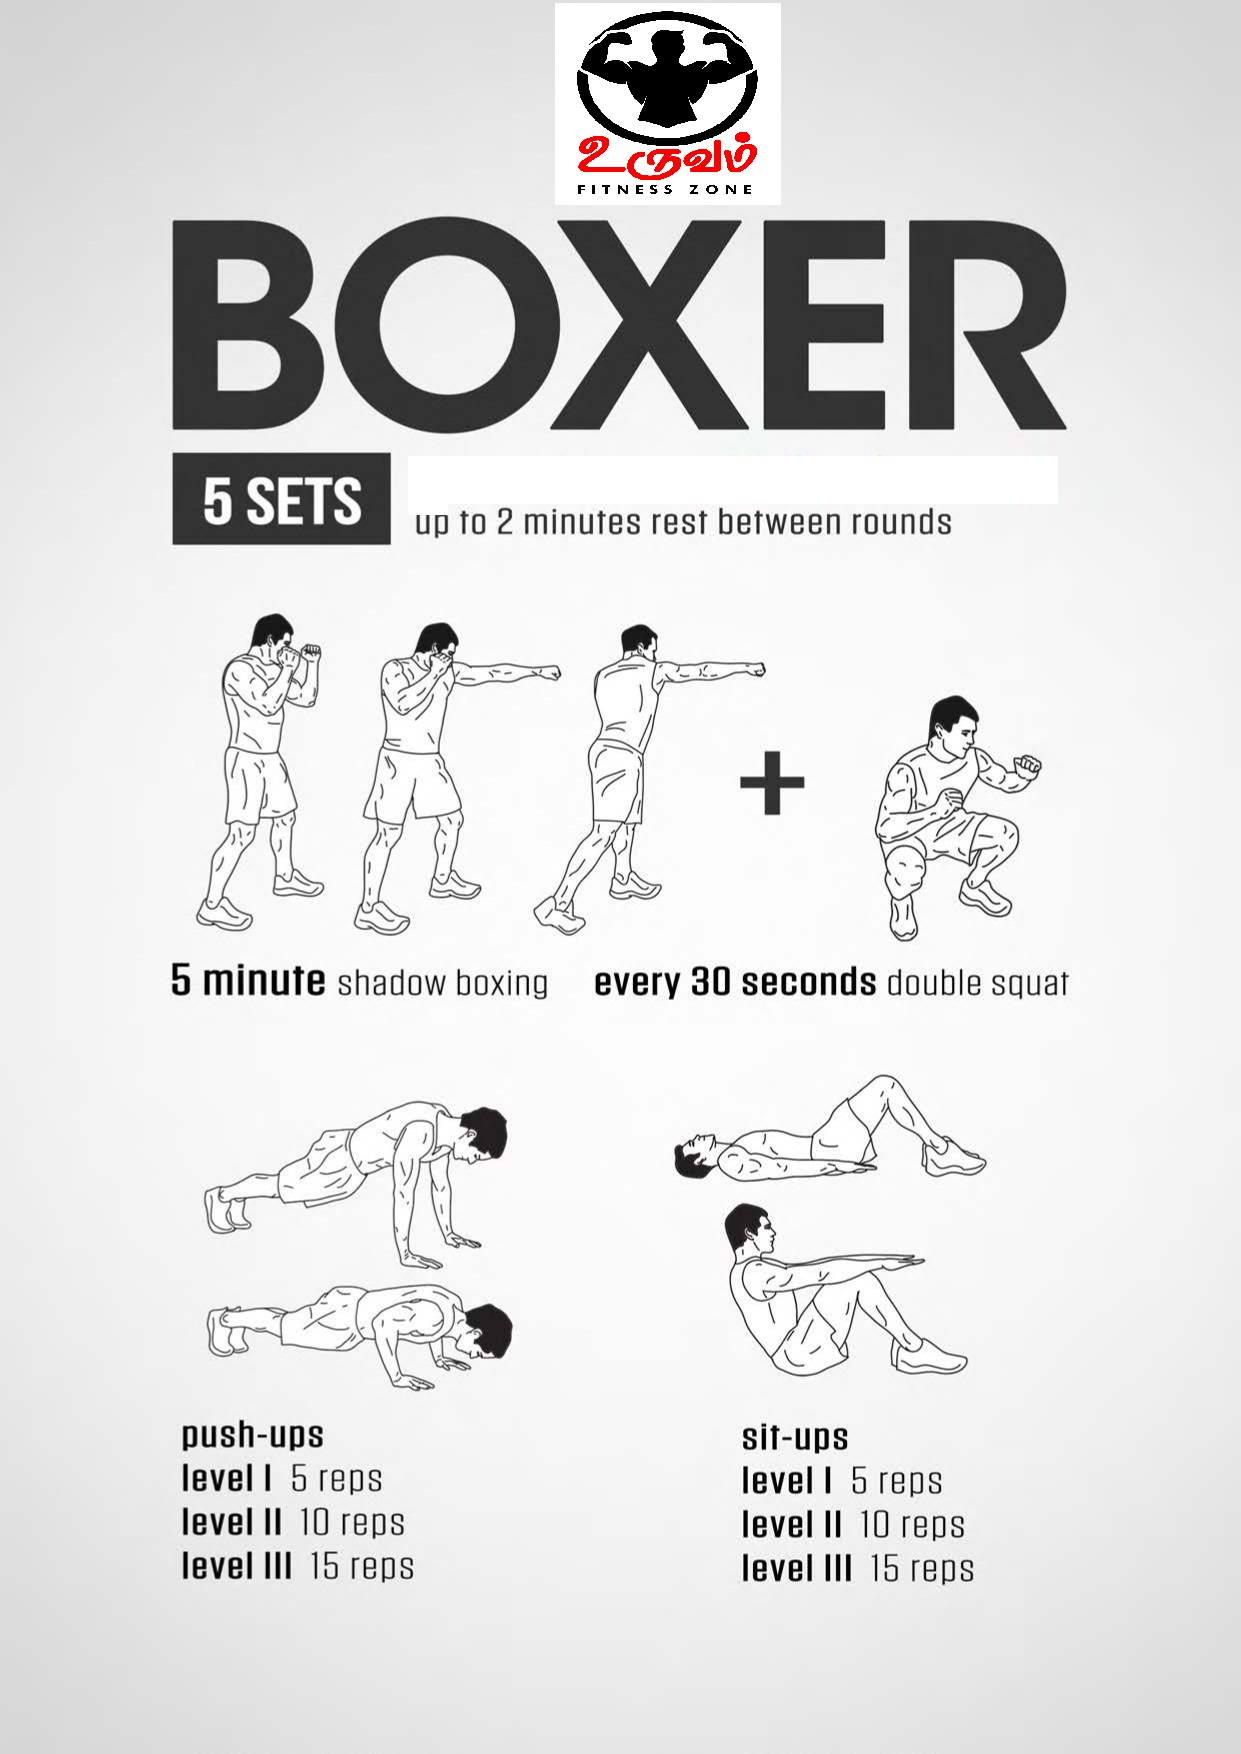 உருவம்
FITNESS ZONE
BOXER
5 SETS
up to 2 minutes rest between rounds
5 minute shadow boxing
every 30 seconds double squat
push-ups
level I 5 reps
level II 10 reps
level III 15 reps
sit-ups
level I 5 reps
level II 10 reps
level III 15 reps